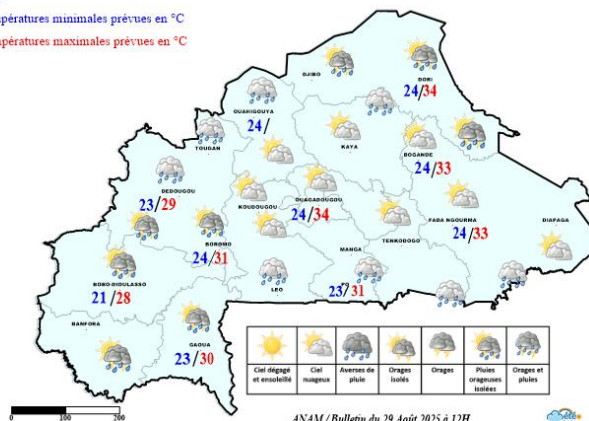 pératures minimales prévues en °C
pératures maximales prévues en °C
DJIBO
DORI
24/34
OUAHIGOUYA
24/
TOUGAN
KAYA
BOGANDE
24/33
DEDOUGOU
23/29
KOUDOUGOU
OUAGADOUGOU
24/34
FADA NGOURMA
24/33
DIAPAGA
BOROMO
24/31
TENKODOGO
MANGA
PO
23/31
LEO
BOBO-DIOULASSO
21/28
BANFORA
GAOUA
23/30
Ciel dégagé et ensoleillé
Ciel nuageux
Averses de pluie
Orages isolés
Orages
Pluies orageuses isolées
Orages et pluies
0 100 200
ANAM / Bulletin du 29 Août 2025 à 12H
été